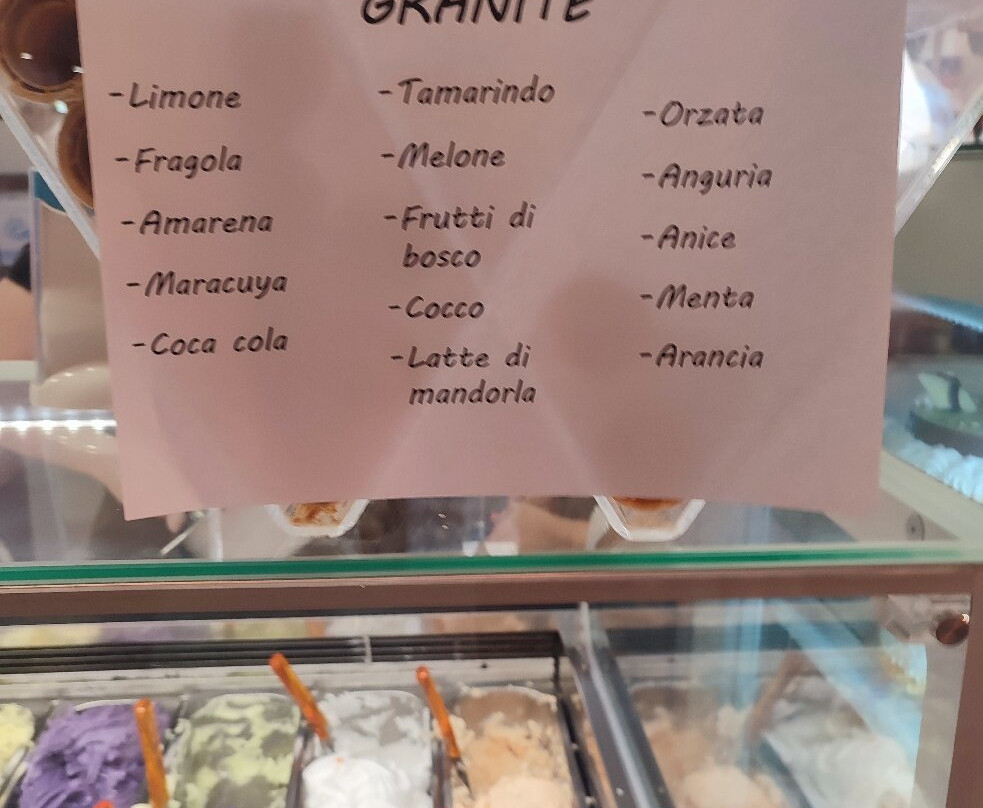 GRANITE
-Limone
-Fragola
-Amarena
-Maracuya
-Coca cola
-Tamarindo
-Melone
-Frutti di
bosco
-Cocco
-Latte di
mandorla
-Orzata
-Anguria
-Anice
-Menta
-Arancia